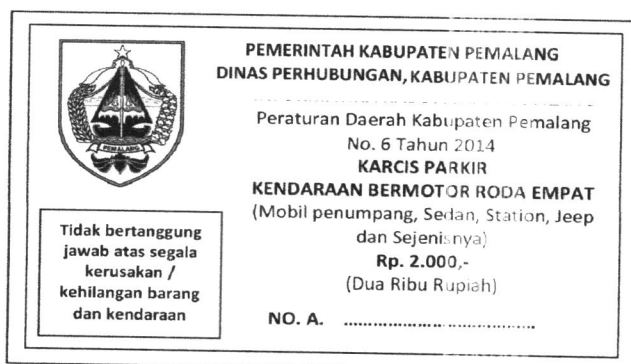 PEMERINTAH KABUPATEN PEMALANG
DINAS PERHUBUNGAN, KABUPATEN PEMALANG
Peraturan Daerah Kabupaten Pemalang
No. 6 Tahun 2014
KARCIS PARKIR
KENDARAAN BERMOTOR RODA EMPAT
(Mobil penumpang, Sedan, Station, Jeep
dan Sejenisnya)
Rp. 2.000,-
(Dua Ribu Rupiah)
NO. A. ........................................
PEMALANG
Tidak bertanggung
jawab atas segala
kerusakan /
kehilangan barang
dan kendaraan